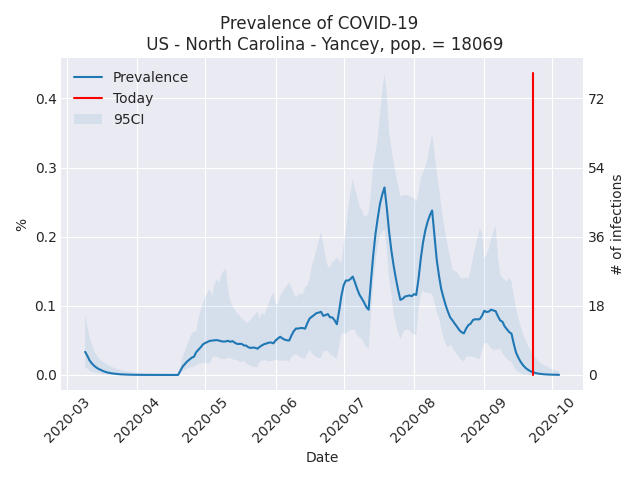 Prevalence of COVID-19
US - North Carolina - Yancey, pop. = 18069
Prevalence
Today
95CI
0.4
0.3
0.2
0.1
0.0
%
72
54
36
18
0
# of infections
2020-03
2020-04
2020-05
2020-06
2020-07
2020-08
2020-09
2020-10
Date